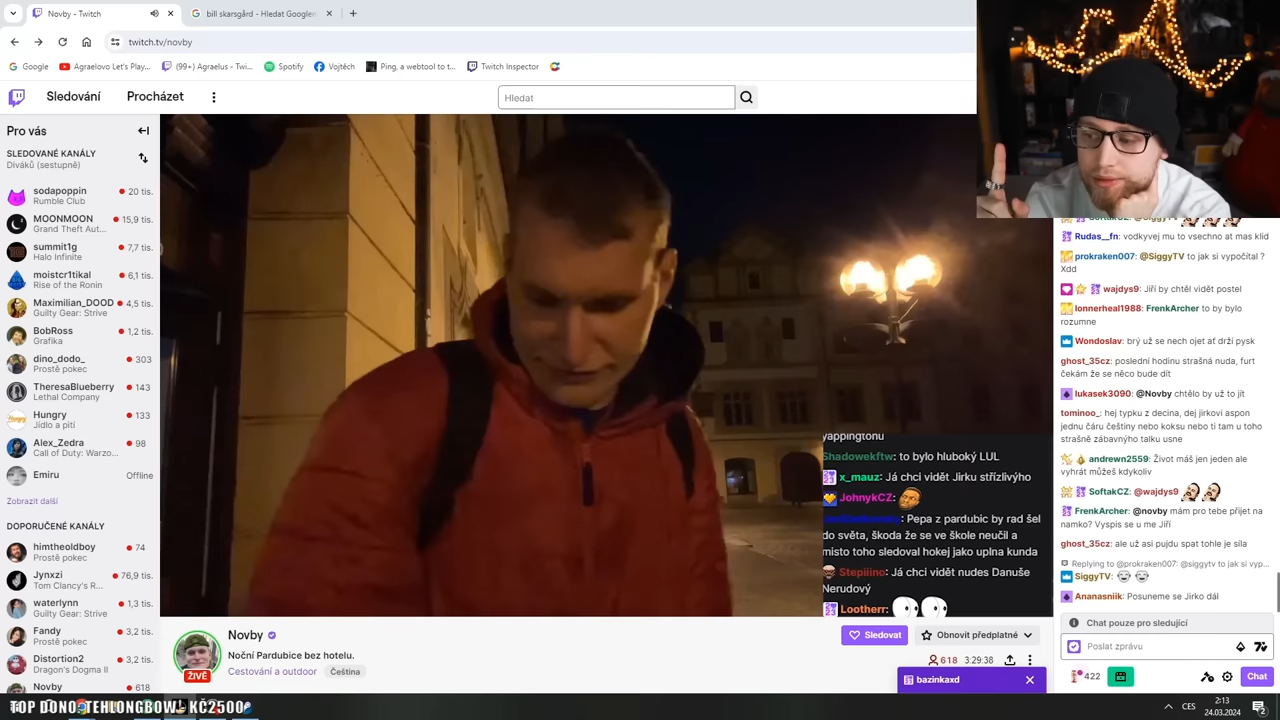 Novby - Twitch
bill skarsgård - Hledat Google
twitch.tv/novby
Google
Agraelovo Let's Play...
(99+) Agraelus - Twi...
Spotify
Vojtěch
Ping, a webtool to t...
Twitch Inspector
Sledování
Procházet
Hledat
Pro vás
SLEDOVANÉ KANÁLY
Diváků (sestupně)
sodapoppin
20 tis.
Rumble Club
MOONMOON
15,9 tis.
Grand Theft Aut...
summit1g
7,7 tis.
Halo Infinite
moistcr1tikal
6,1 tis.
Rise of the Ronin
Maximilian_DOOD
4,5 tis.
Guilty Gear: Strive
BobRoss
1,2 tis.
Grafika
dino_dodo_
303
Prostě pokec
TheresaBlueberry
143
Lethal Company
Hungry
133
Jídlo a pití
Alex_Zedra
98
Call of Duty: Warzo...
Emiru
Offline
Zobrazit další
DOPORUČENÉ KANÁLY
himtheoldboy
74
Prostě pokec
Jynxzi
76,9 tis.
Tom Clancy's R...
waterlynn
1,3 tis.
Guilty Gear: Strive
Fandy
3,2 tis.
Prostě pokec
Distortion2
3,2 tis.
Dragon's Dogma II
Novby
618
yappingtonu
Shadowekftw: to bylo hluboký LUL
x_mauz: Já chci vidět Jirku střízlivýho
JohnykCZ:
: Pepa z pardubic by rad šel
do světa, škoda že se ve škole neučil a
misto toho sledoval hokej jako uplna kunda
Stepiiino: Já chci vidět nudes Danuše
Nerudový
Lootherr:
Novby
ŽIVĚ
Noční Pardubice bez hotelu.
Cestování a outdoor
Čeština
Sledovat
Obnovit předplatné
618
3:29:38
bazinkaxd
SoftakCZ: @SiggyTV
Rudas__fn: vodkyvej mu to vsechno at mas klid
prokraken007: @SiggyTV to jak si vypočítal ?
Xdd
wajdys9: Jiří by chtěl vidět postel
lonnerheal1988: FrenkArcher to by bylo
rozumne
Wondoslav: brý už se nech ojet ať drží pysk
ghost_35cz: poslední hodinu strašná nuda, furt
čekám že se něco bude dít
lukasek3090: @Novby chtělo by už to jít
tominoo_: hej typku z decina, dej jirkovi aspon
jednu čáru češtiny nebo koksu nebo ti tam u toho
strašně zábavnýho talku usne
andrewn2559: Život máš jen jeden ale
vyhrát můžeš kdykoliv
SoftakCZ: @wajdys9
FrenkArcher: @novby mám pro tebe přijet na
namko? Vyspis se u me Jiří
ghost_35cz: ale už asi pujdu spat tohle je síla
Replying to @prokraken007: @siggytv to jak si vyp...
SiggyTV:
Ananasniik: Posuneme se Jirko dál
Chat pouze pro sledující
Poslat zprávu
422
Chat
TOP DONO: TEHLONGBOW - KČ2500
CES
2:13
24.03.2024
2